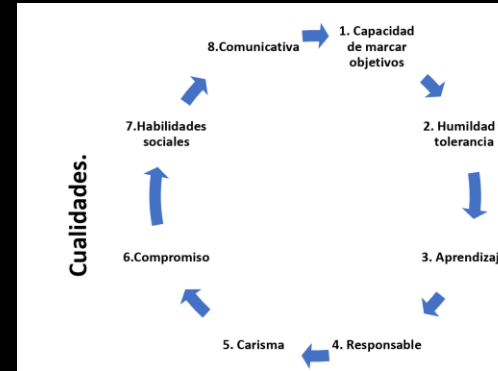 Cualidades.
1. Capacidad
de marcar
objetivos
2. Humildad
tolerancia
3. Aprendizaj
4. Responsable
5. Carisma
6.Compromiso
7.Habilidades
sociales
8.Comunicativa